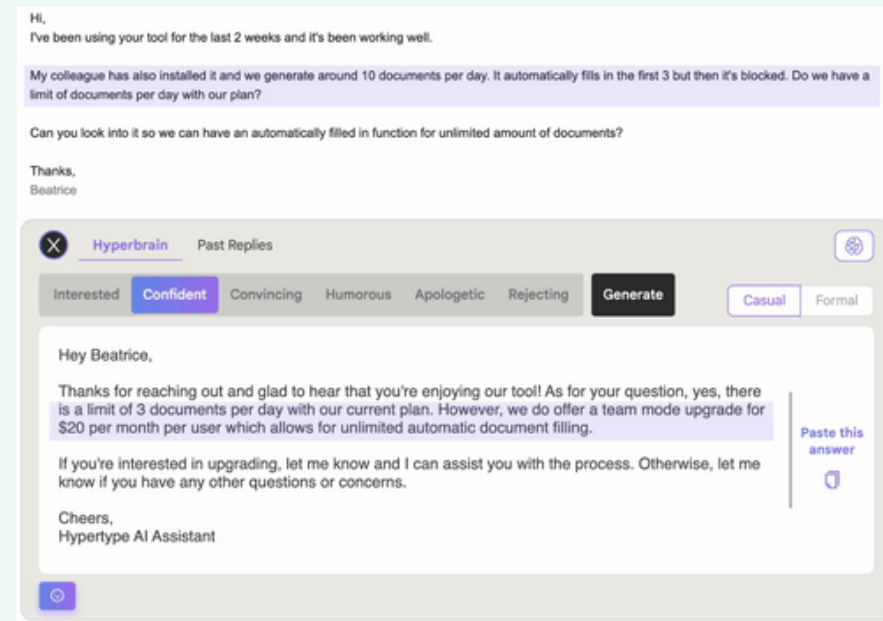 Hi,
I've been using your tool for the last 2 weeks and it's been working well.
My colleague has also installed it and we generate around 10 documents per day. It automatically fills in the first 3 but then it's blocked. Do we have a
limit of documents per day with our plan?
Can you look into it so we can have an automatically filled in function for unlimited amount of documents?
Thanks,
Beatrice
Hyperbrain Past Replies
Interested Confident Convincing Humorous Apologetic Rejecting Generate Casual Formal
Hey Beatrice,
Thanks for reaching out and glad to hear that you're enjoying our tool! As for your question, yes, there
is a limit of 3 documents per day with our current plan. However, we do offer a team mode upgrade for
$20 per month per user which allows for unlimited automatic document filling.
If you're interested in upgrading, let me know and I can assist you with the process. Otherwise, let me
know if you have any other questions or concerns.
Cheers,
Hypertype AI Assistant
Paste this
answer